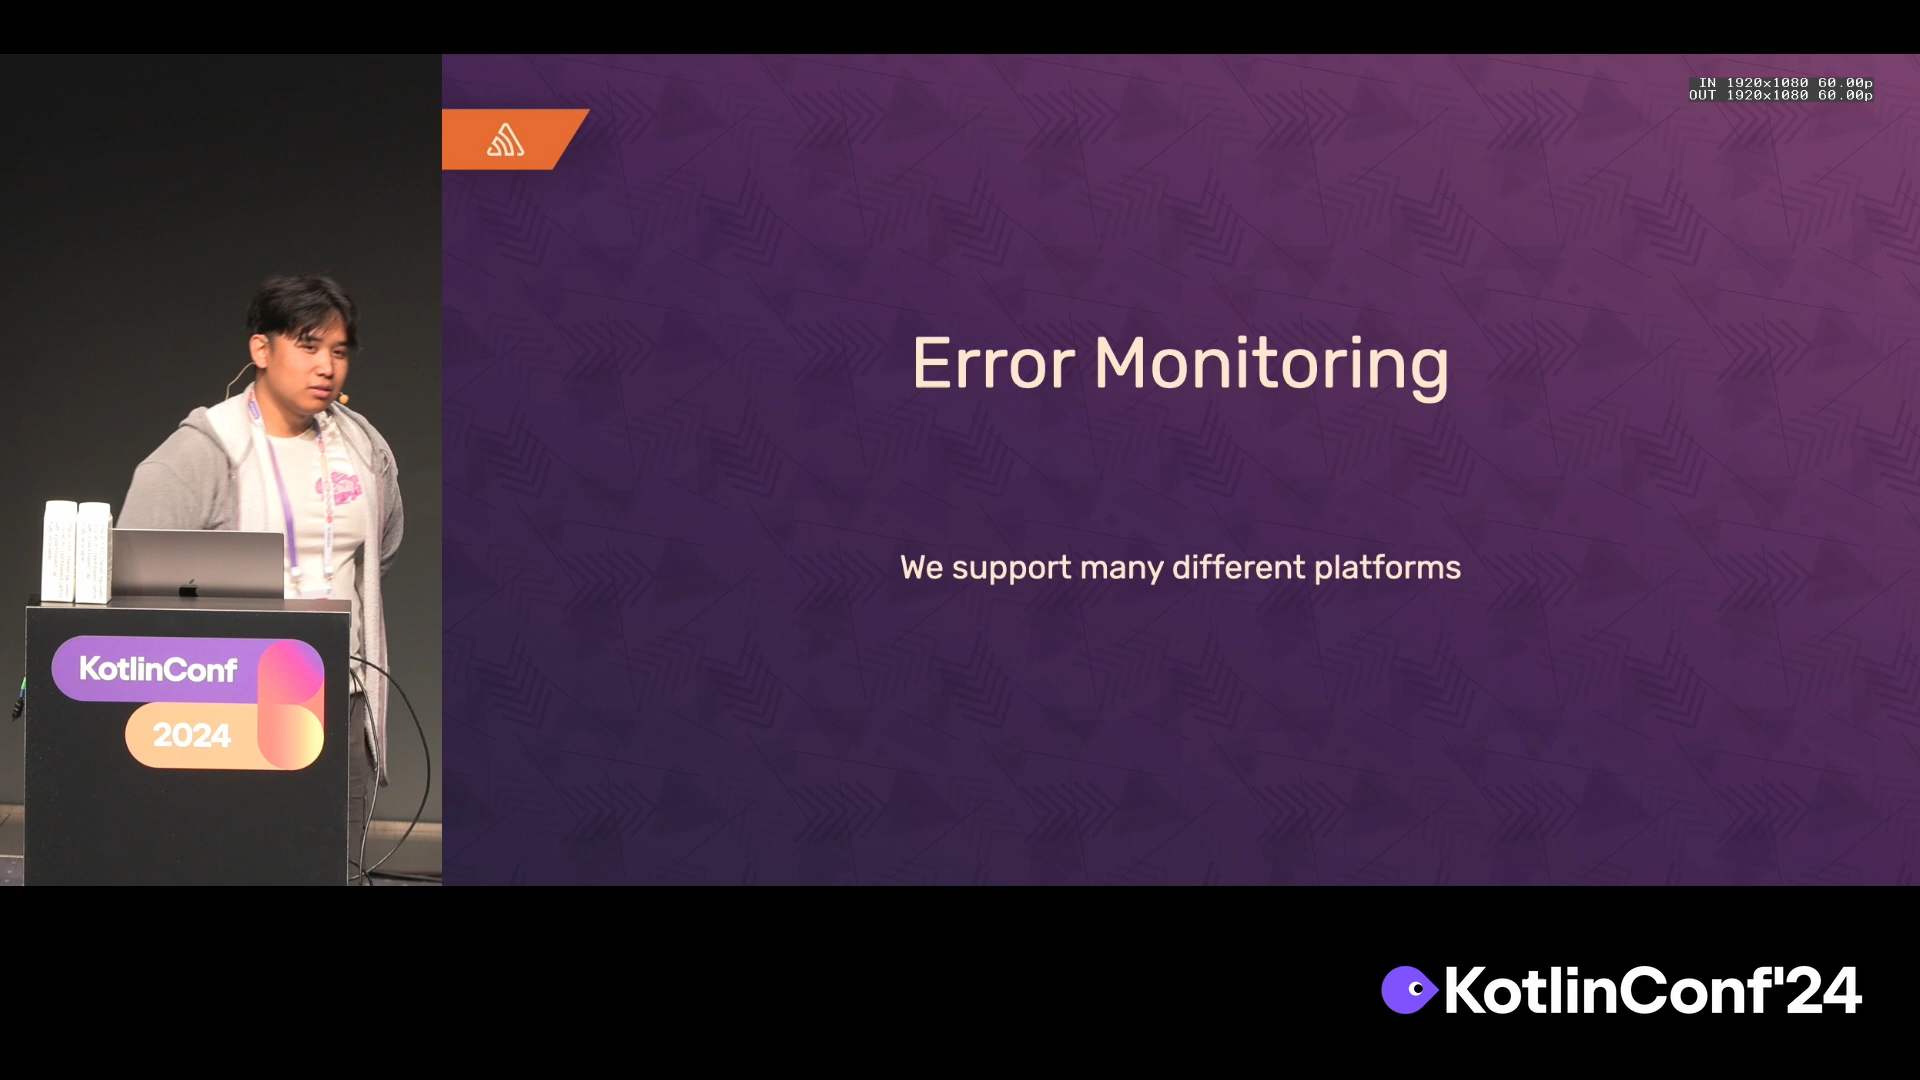 IN 1920x1080 60.00p
OUT 1920x1080 60.00p
Error Monitoring
We support many different platforms
KotlinConf
2024
KotlinConf'24